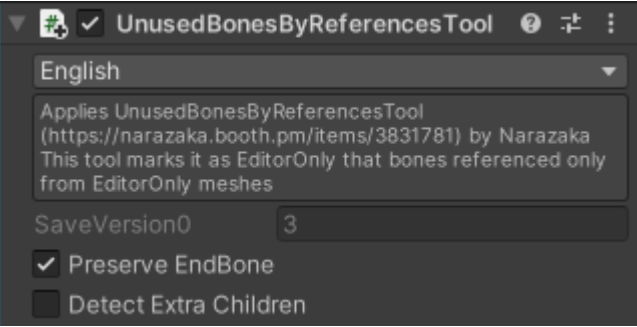 UnusedBonesByReferencesTool
English
Applies UnusedBonesByReferencesTool
(https://narazaka.booth.pm/items/3831781) by Narazaka
This tool marks it as EditorOnly that bones referenced only
from EditorOnly meshes
SaveVersion0 3
Preserve EndBone
Detect Extra Children